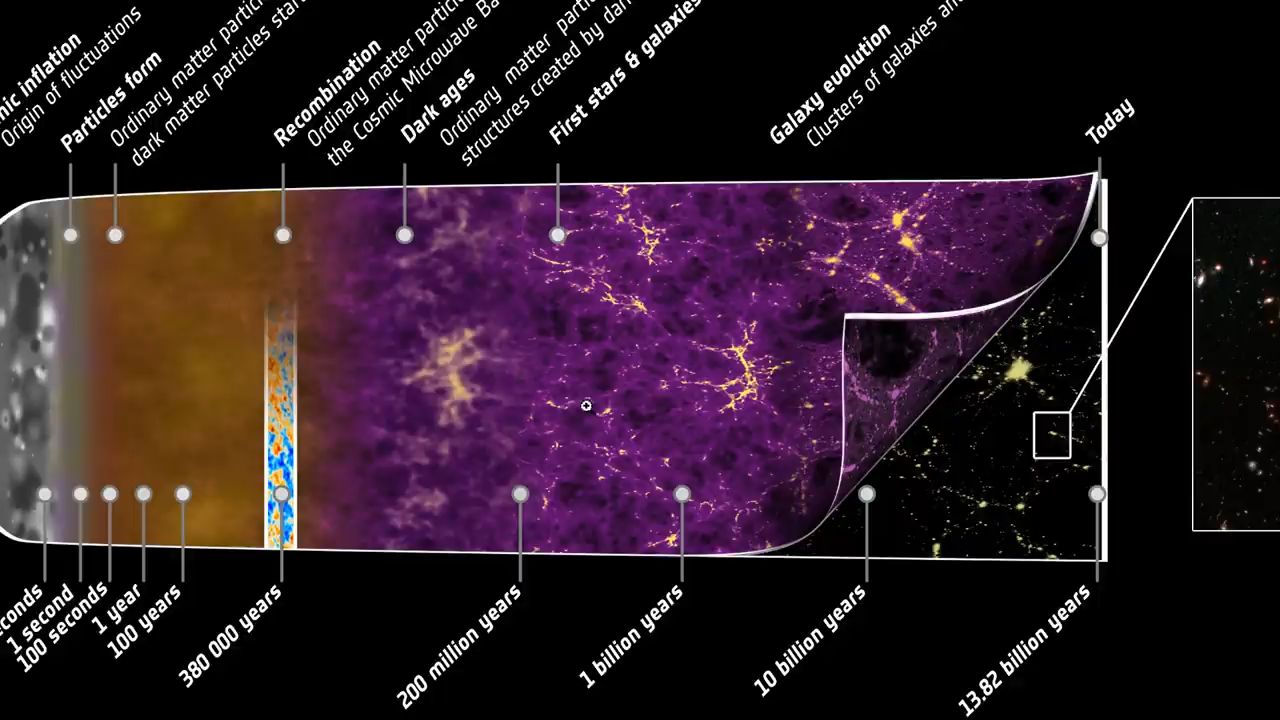 inflation
Origin of fluctuations
Particles form
Ordinary matter
dark matter particles
Recombination
Ordinary matter
the Cosmic Microwave
Dark ages
Ordinary matter
structures created by
First stars & galaxies
Galaxy evolution
Clusters of galaxies
Today
1 second
100 seconds
1 year
100 years
380 000 years
200 million years
1 billion years
10 billion years
13.82 billion years